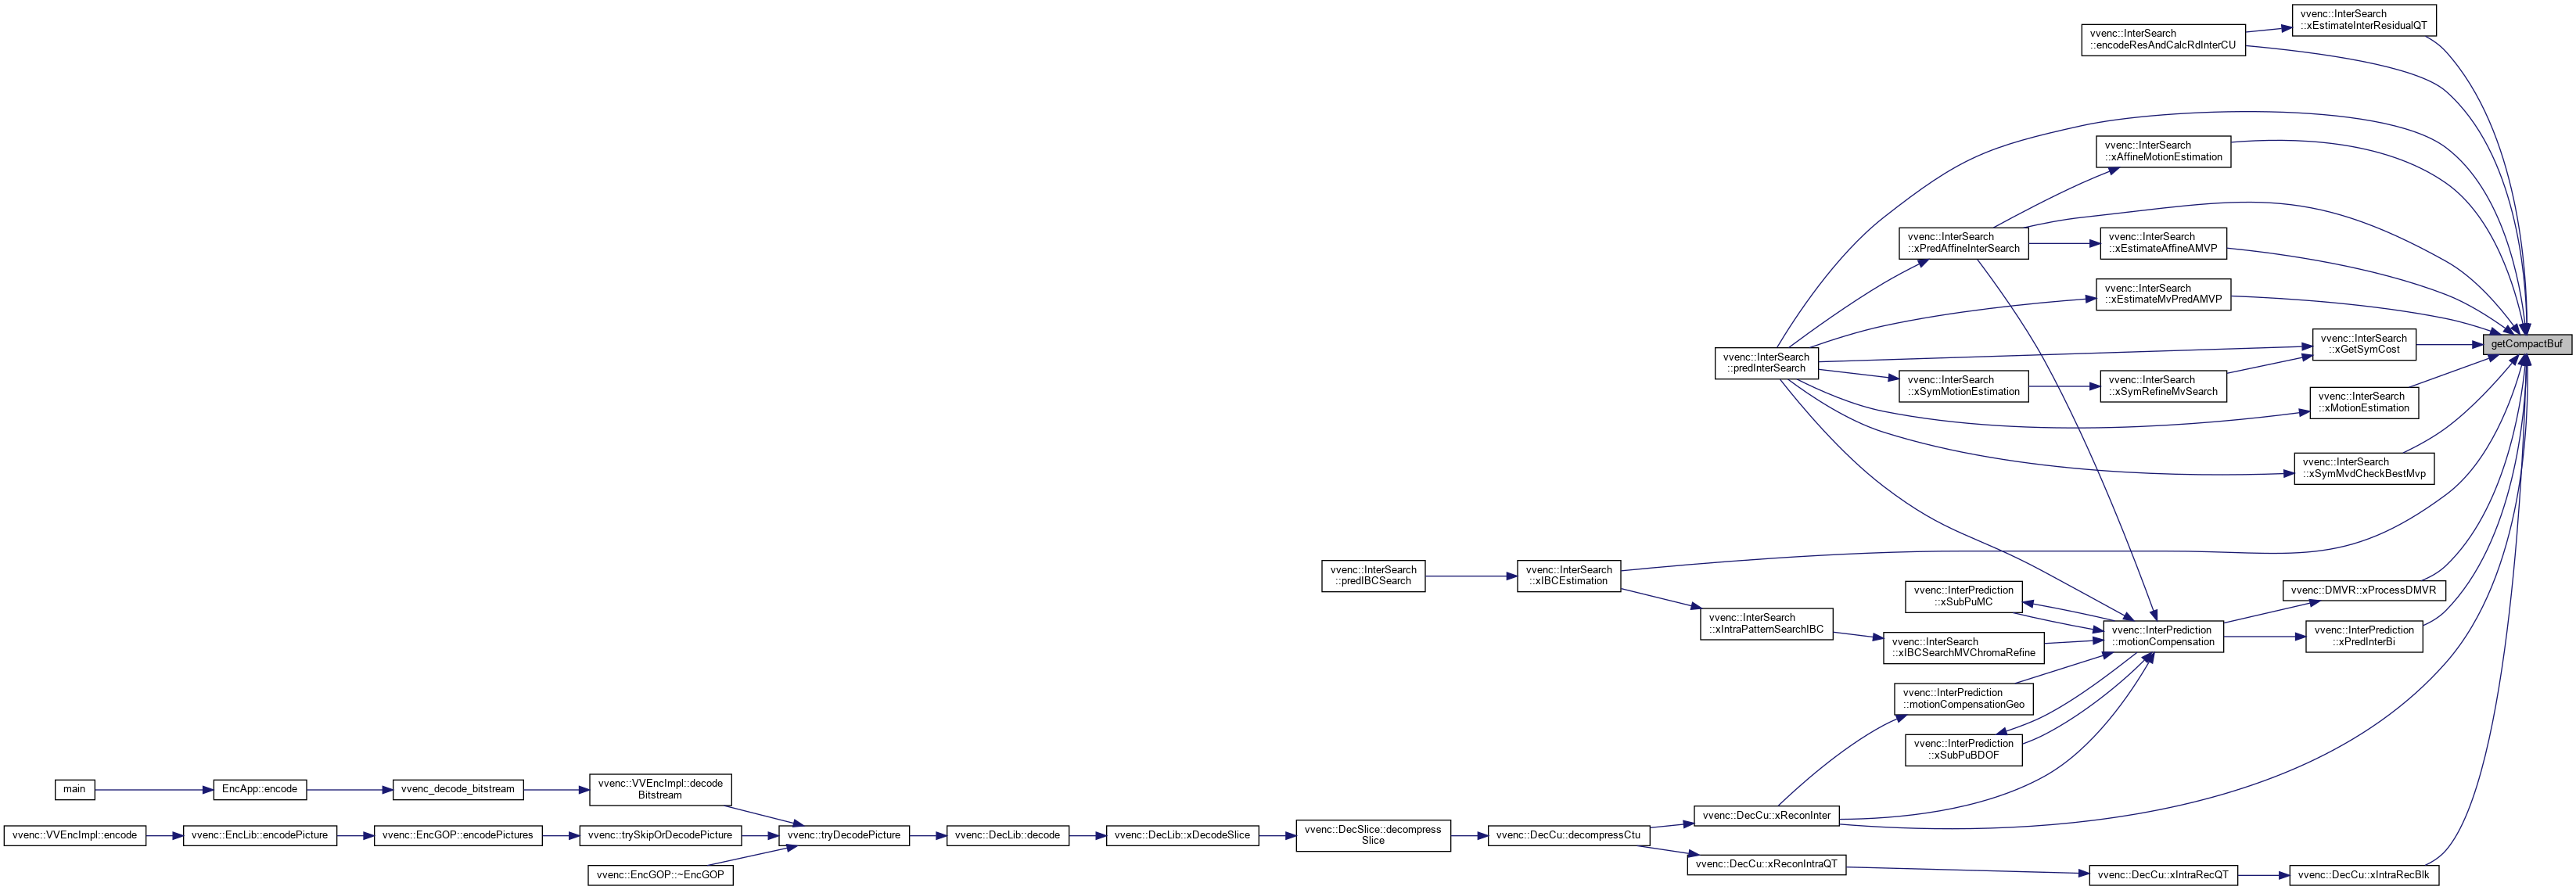 vvenc::InterSearch
::xEstimateInterResidualQT
vvenc::InterSearch
::encodeResAndCalcRdInterCU
vvenc::InterSearch
::xAffineMotionEstimation
vvenc::InterSearch
::xPredAffineInterSearch
vvenc::InterSearch
::xEstimateAffineAMVP
vvenc::InterSearch
::xEstimateMvPredAMVP
getCompactBuf
vvenc::InterSearch
::xGetSymCost
vvenc::InterSearch
::predInterSearch
vvenc::InterSearch
::xSymMotionEstimation
vvenc::InterSearch
::xSymRefineMvSearch
vvenc::InterSearch
::xMotionEstimation
vvenc::InterSearch
::xSymMvdCheckBestMvp
vvenc::InterSearch
::predIBCSearch
vvenc::InterSearch
::xIBCEstimation
vvenc::InterPrediction
::xSubPuMC
vvenc::DMVR::xProcessDMVR
vvenc::InterSearch
::xIntraPatternSearchIBC
vvenc::InterSearch
::xIBCSearchMVChromaRefine
vvenc::InterPrediction
::motionCompensation
vvenc::InterPrediction
::xPredInterBi
vvenc::InterPrediction
::motionCompensationGeo
vvenc::InterPrediction
::xSubPuBDOF
main
EncApp::encode
vvenc_decode_bitstream
vvenc::VVEncImpl::decode
Bitstream
vvenc::DecCu::xReconInter
vvenc::VVEncImpl::encode
vvenc::EncLib::encodePicture
vvenc::EncGOP::encodePictures
vvenc::trySkipOrDecodePicture
vvenc::tryDecodePicture
vvenc::DecLib::decode
vvenc::DecLib::xDecodeSlice
vvenc::DecSlice::decompress
Slice
vvenc::DecCu::decompressCtu
vvenc::EncGOP::~EncGOP
vvenc::DecCu::xReconIntraQT
vvenc::DecCu::xIntraRecQT
vvenc::DecCu::xIntraRecBlk